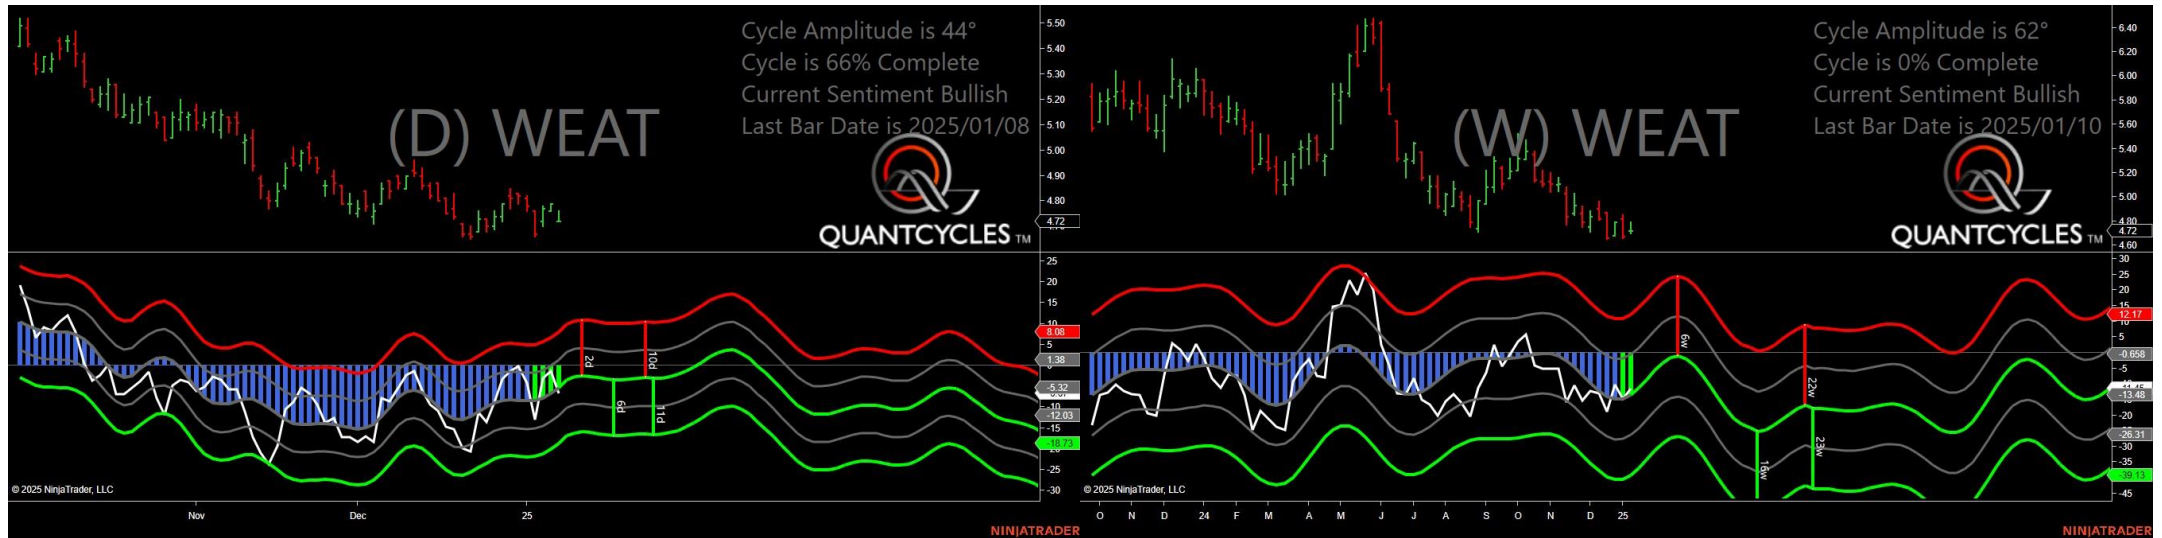 Cycle Amplitude is 44°
Cycle is 66% Complete
Current Sentiment Bullish
Last Bar Date is 2025/01/08
(D) WEAT
QUANTCYCLES TM
5.50
5.40
5.30
5.20
5.10
5.00
4.90
4.80
4.72
25
20
15
10
8.08
5
1.38
-5.32
-10
-12.03
-15
-18.73
-25
-30
2d
6d
10d
11d
© 2025 NinjaTrader, LLC
Nov
Dec
25
NINJATRADER
Cycle Amplitude is 62°
Cycle is 0% Complete
Current Sentiment Bullish
Last Bar Date is 2025/01/10
(W) WEAT
QUANTCYCLES TM
6.40
6.20
6.00
5.80
5.60
5.40
5.20
5.00
4.80
4.72
4.60
30
25
20
15
12.17
10
5
-0.658
-5
-13.48
-20
-26.31
-30
-35
-39.13
-45
6w
16w
22w
23w
© 2025 NinjaTrader, LLC
O N D 24 F M A M J J A S O N D 25
NINJATRADER